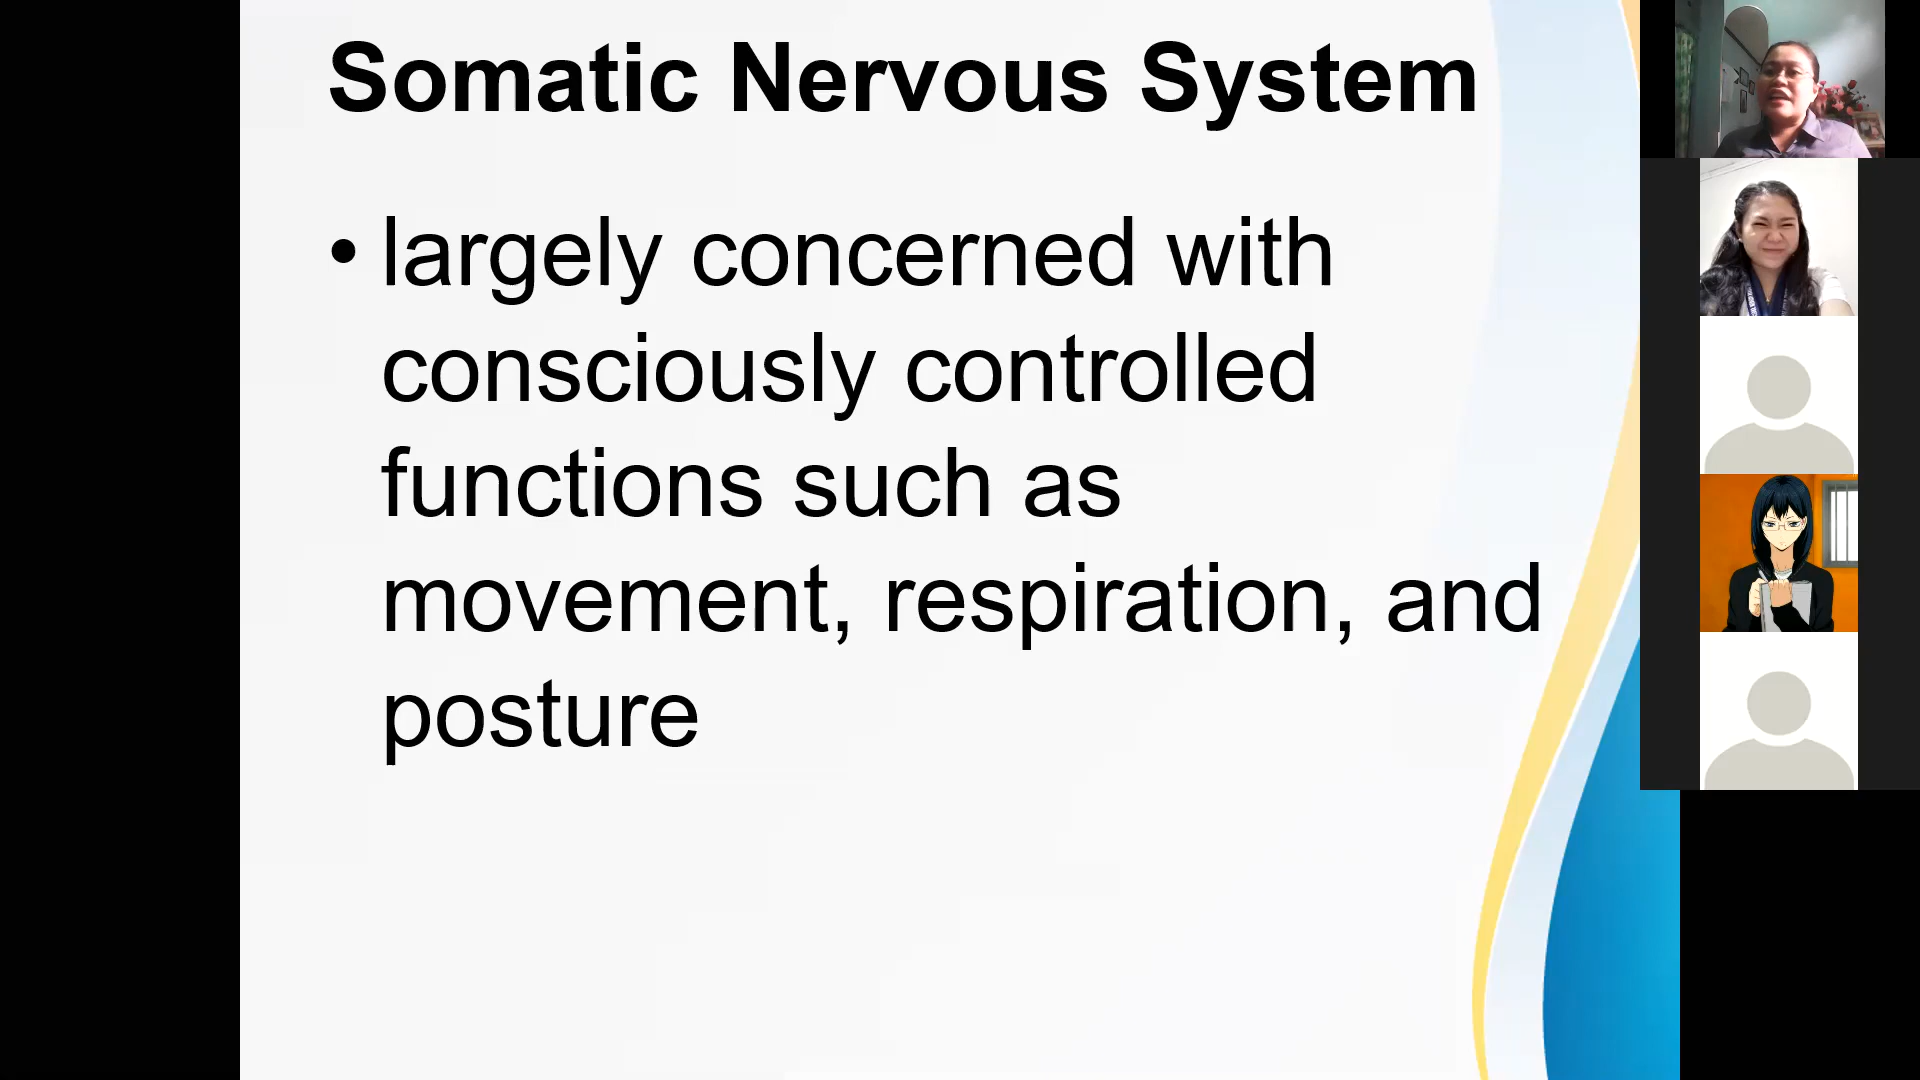 Somatic Nervous System
• largely concerned with
consciously controlled
functions such as
movement, respiration, and
posture